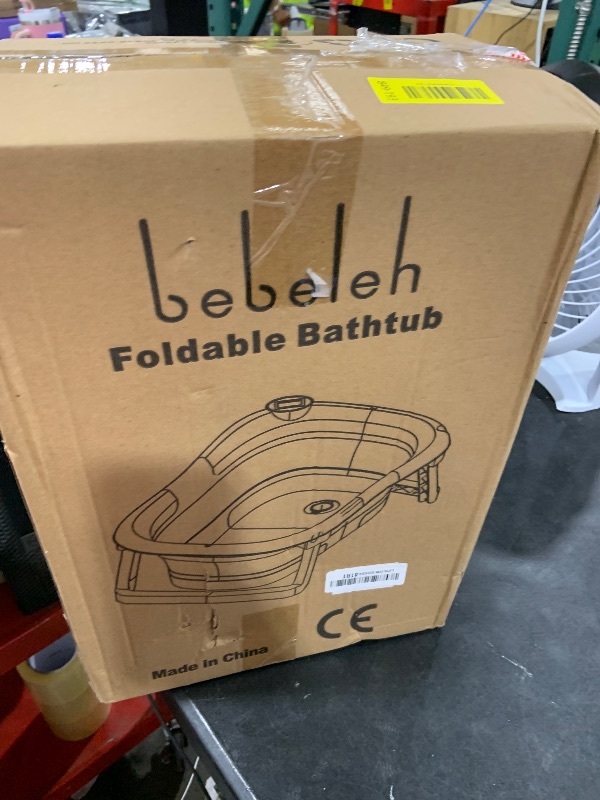 bebeleh
Foldable Bathtub
CE
Made in China